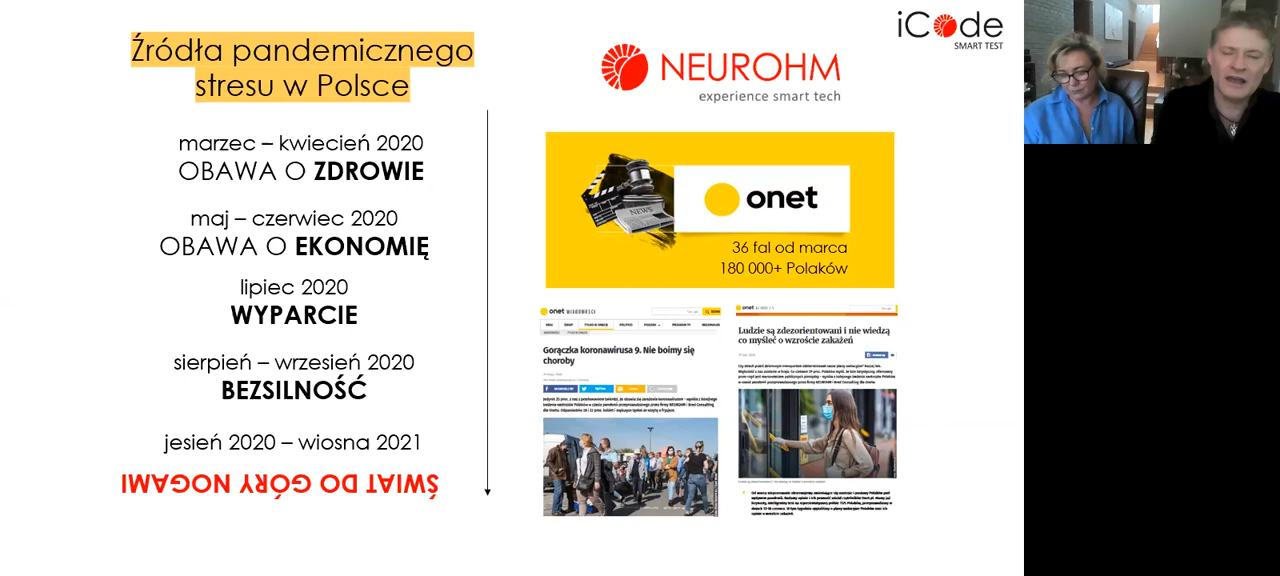 Źródła pandemicznego
stresu w Polsce
marzec – kwiecień 2020
OBAWA O ZDROWIE
maj – czerwiec 2020
OBAWA O EKONOMIĘ
lipiec 2020
WYPARCIE
sierpień – wrzesień 2020
BEZSILNOŚĆ
jesień 2020 – wiosna 2021
ŚWIAT DO GÓRY NOGAMI
iCode
SMART TEST
NEUROHM
experience smart tech
NEWS
onet
36 fal od marca
180 000+ Polaków
onet WIADOMOŚCI
Gorączka koronawirusa 9. Nie boimy się
choroby
onet
Ludzie są zdezorientowani i nie wiedzą
co myśleć o wzroście zakażeń